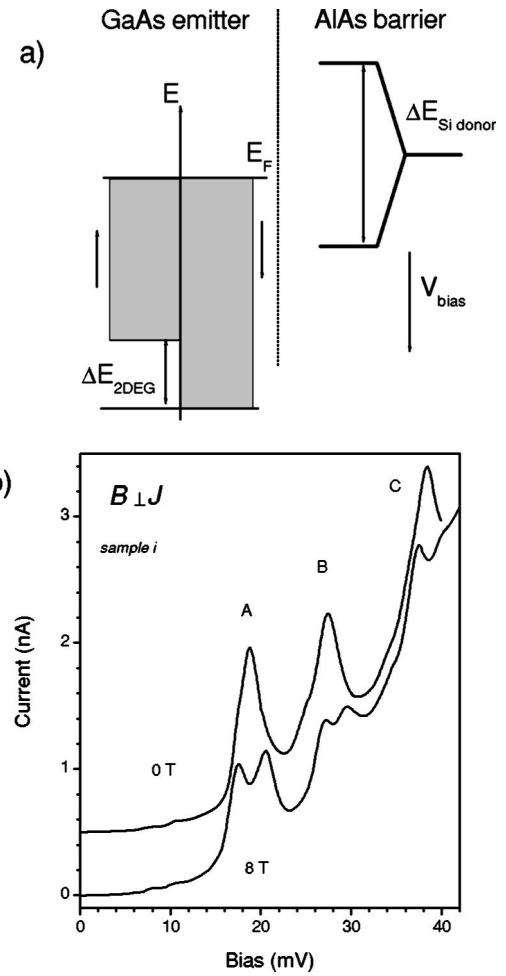 GaAs emitter
AlAs barrier
a)
E
E_F
ΔE_Si donor
V_bias
ΔE_2DEG
)
B⊥J
sample i
A
B
C
0 T
8 T
3
2
1
0
Current (nA)
0 10 20 30 40
Bias (mV)